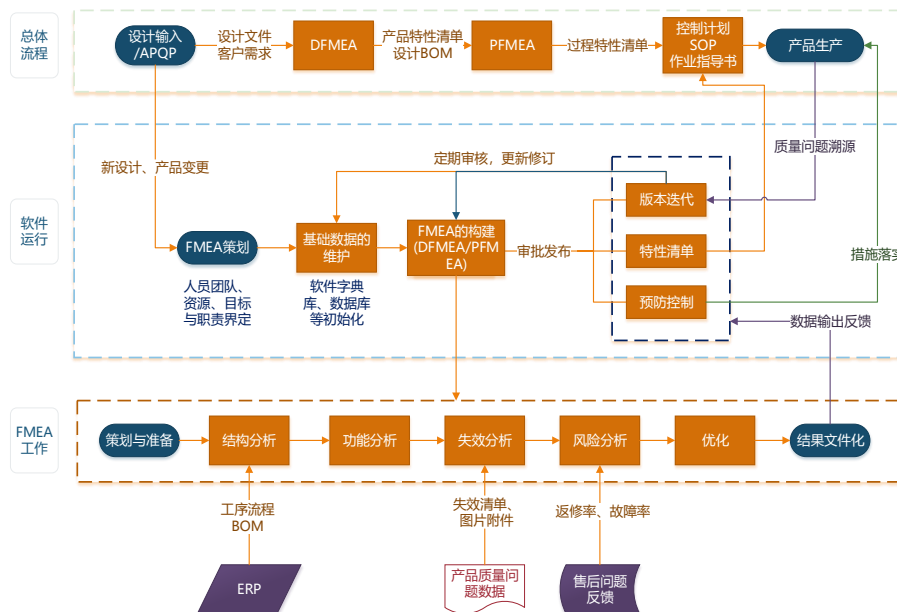 总体
流程
设计输入
/APQP
设计文件
客户需求
DFMEA
产品特性清单
设计BOM
PFMEA
过程特性清单
控制计划
SOP
作业指导书
产品生产
软件
运行
新设计、产品变更
定期审核，更新修订
质量问题溯源
FMEA策划
人员团队、
资源、目标
与职责界定
基础数据的
维护
软件字典
库、数据库
等初始化
FMEA的构建
(DFMEA/PFM
EA)
审批发布
版本迭代
特性清单
预防控制
措施落实
数据输出反馈
FMEA
工作
策划与准备
结构分析
功能分析
失效分析
风险分析
优化
结果文件化
工序流程
BOM
失效清单、
图片附件
返修率、故障率
ERP
产品质量问
题数据
售后问题
反馈